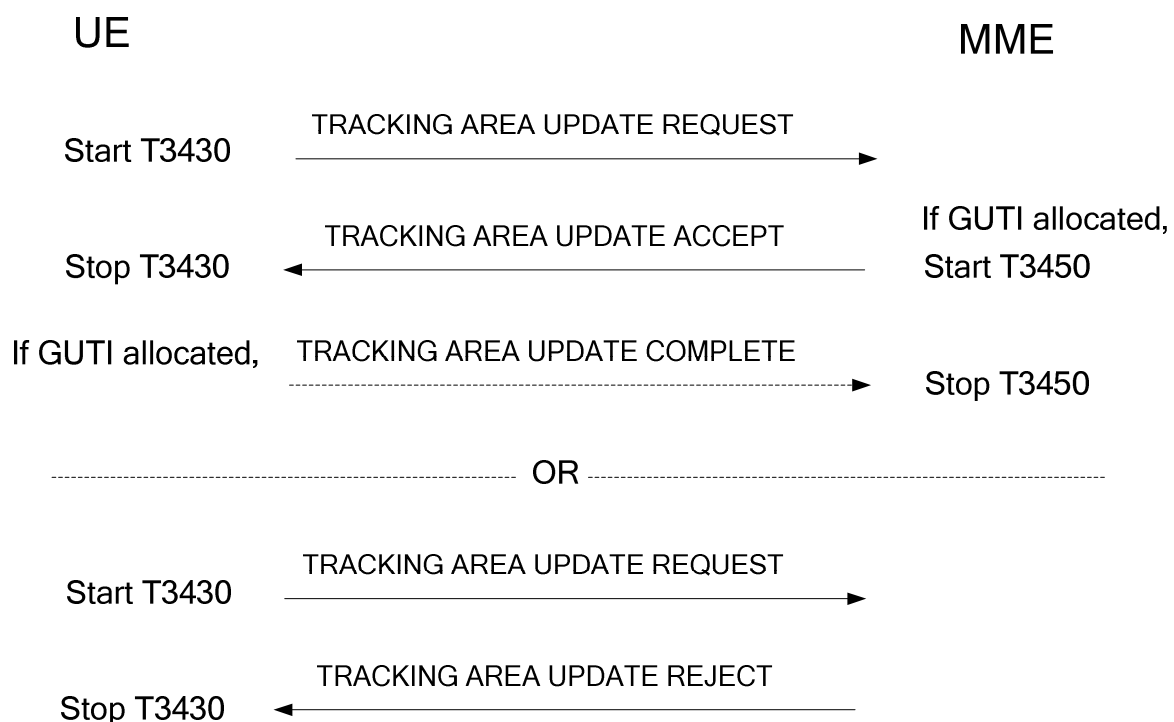 UE
MME
TRACKING AREA UPDATE REQUEST
Start T3430
If GUTI allocated,
TRACKING AREA UPDATE ACCEPT
Stop T3430
Start T3450
If GUTI allocated,
TRACKING AREA UPDATE COMPLETE
Stop T3450
OR
TRACKING AREA UPDATE REQUEST
Start T3430
TRACKING AREA UPDATE REJECT
Stop T3430